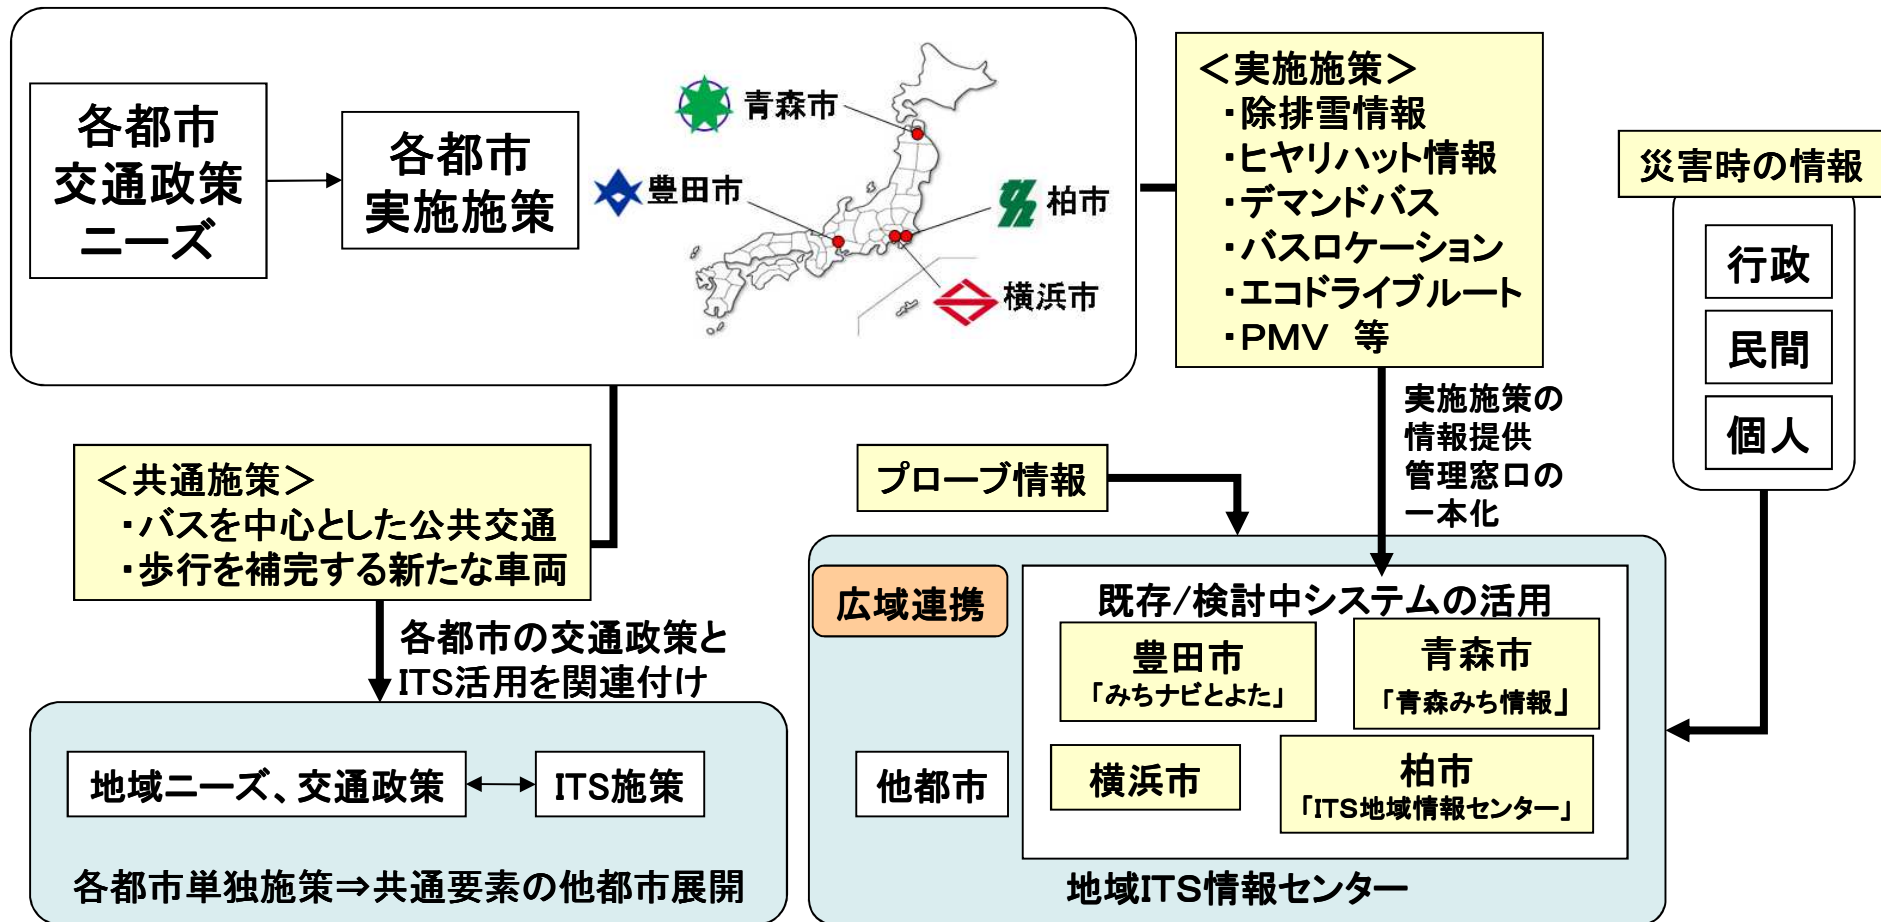 各都市
交通政策
ニーズ
各都市
実施施策
青森市
豊田市
柏市
横浜市
＜実施施策＞
・除排雪情報
・ヒヤリハット情報
・デマンドバス
・バスロケーション
・エコドライブルート
・PMV 等
災害時の情報
行政
民間
個人
＜共通施策＞
・バスを中心とした公共交通
・歩行を補完する新たな車両
プローブ情報
実施施策の
情報提供
管理窓口の
一本化
各都市の交通政策と
ITS活用を関連付け
地域ニーズ、交通政策
ITS施策
各都市単独施策⇒共通要素の他都市展開
広域連携
既存/検討中システムの活用
豊田市
「みちナビとよた」
青森市
「青森みち情報」
他都市
横浜市
柏市
「ITS地域情報センター」
地域ITS情報センター